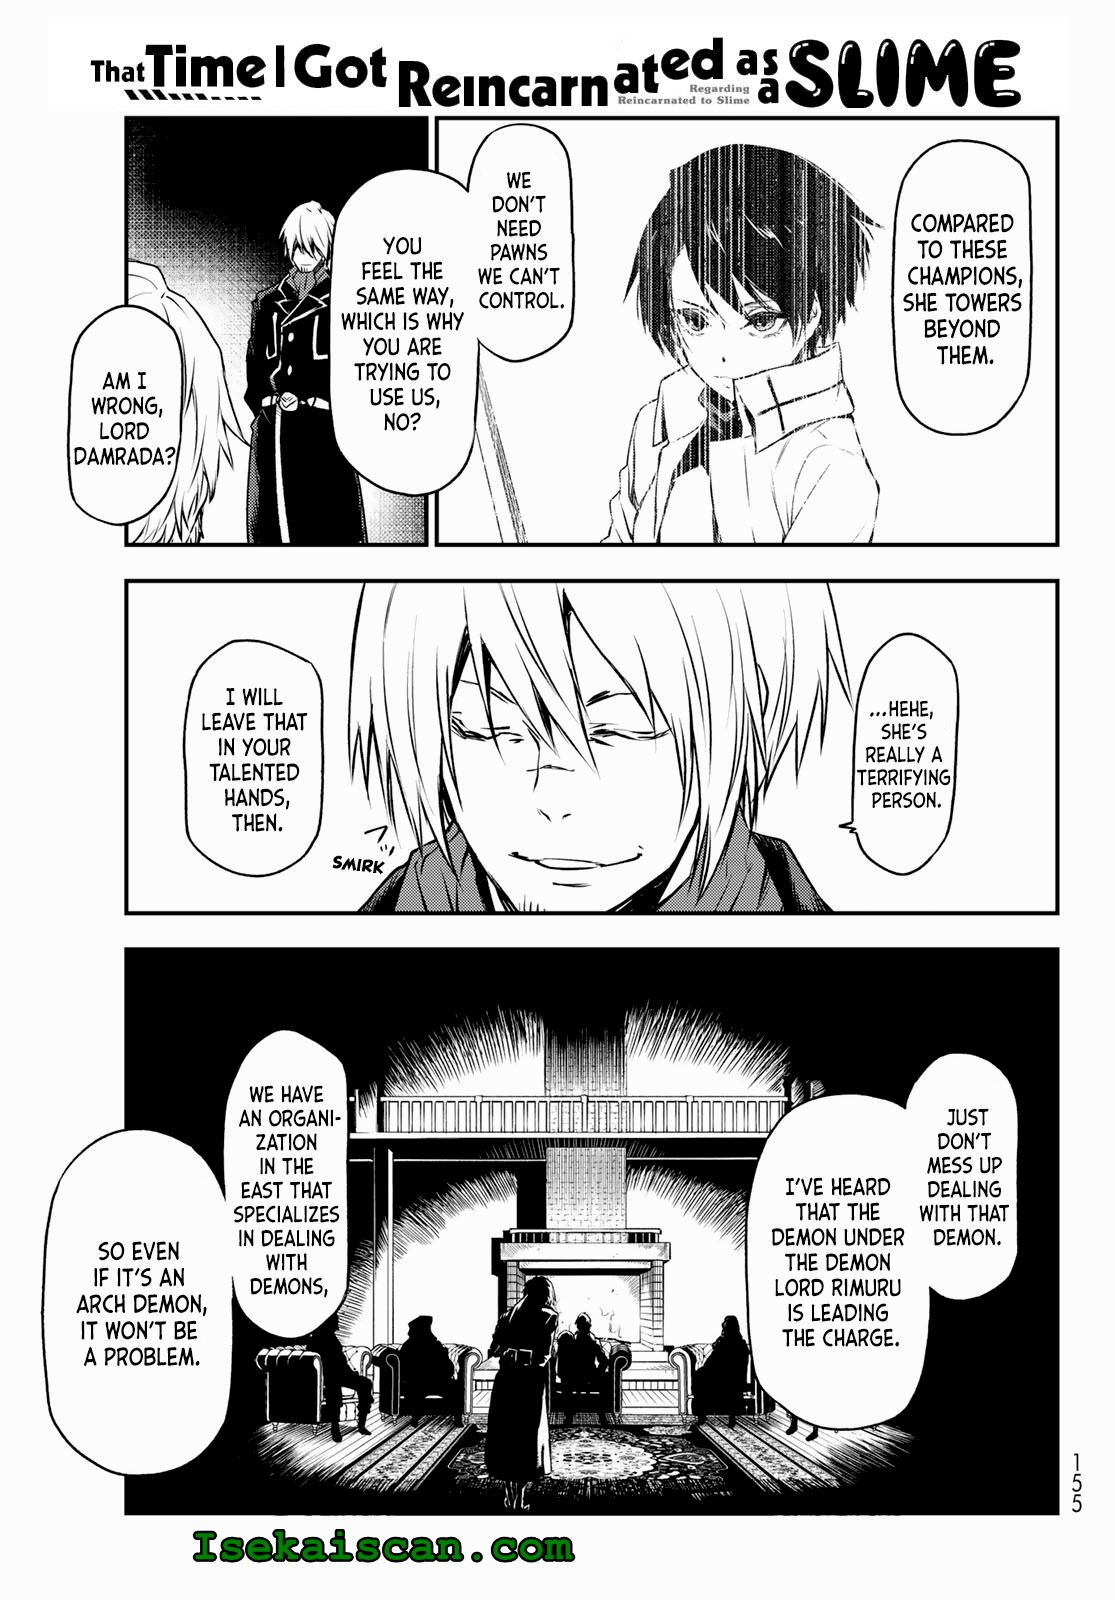 That Time I Got Reincarnated as a SLIME
Regarding
Reincarnated to Slime
COMPARED
TO THESE
CHAMPIONS,
SHE TOWERS
BEYOND
THEM.
WE
DON'T
NEED
PAWNS
WE CAN'T
CONTROL.
YOU
FEEL THE
SAME WAY,
WHICH IS WHY
YOU ARE
TRYING TO
USE US,
NO?
AM I
WRONG,
LORD
DAMRADA?
...HEHE,
SHE'S
REALLY A
TERRIFYING
PERSON.
I WILL
LEAVE THAT
IN YOUR
TALENTED
HANDS,
THEN.
SMIRK
JUST
DON'T
MESS UP
DEALING
WITH THAT
DEMON.
I'VE HEARD
THAT THE
DEMON UNDER
THE DEMON
LORD RIMURU
IS LEADING
THE CHARGE.
WE HAVE
AN ORGANI-
ZATION
IN THE
EAST THAT
SPECIALIZES
IN DEALING
WITH
DEMONS,
SO EVEN
IF IT'S AN
ARCH DEMON,
IT WON'T BE
A PROBLEM.
155
Isekaiscan.com